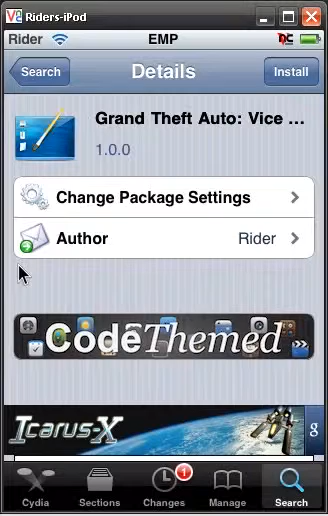 Riders-iPod
Rider
EMP
Search
Details
Install
Grand Theft Auto: Vice ...
1.0.0
Change Package Settings
Author
Rider
CodeThemed
Icarus-X
g
1
Cydia
Sections
Changes
Manage
Search